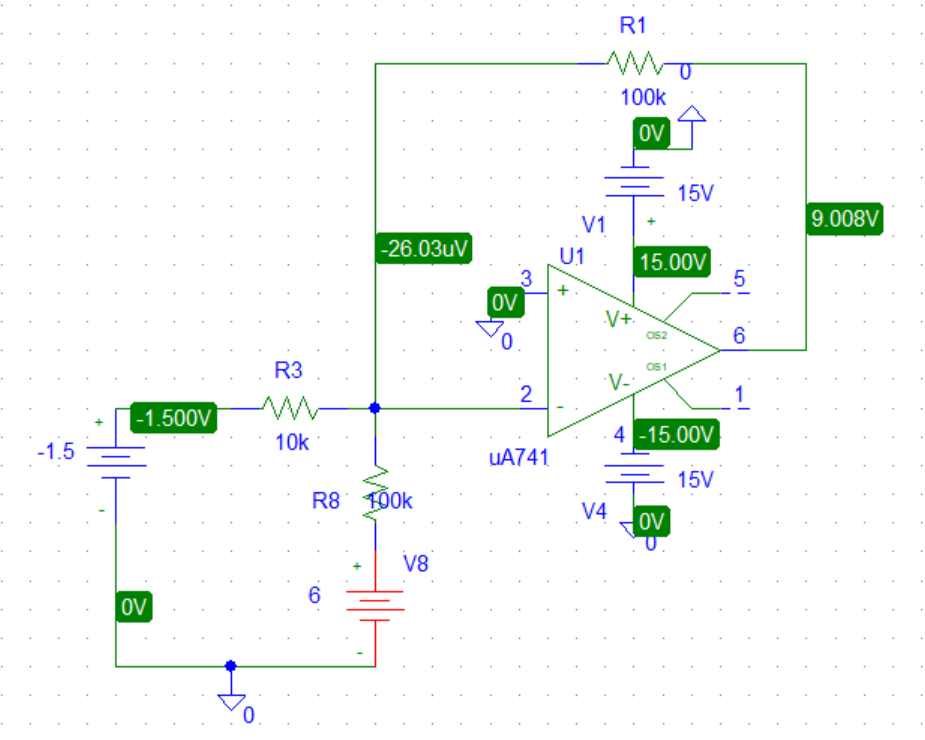 R1
0
100k
0V
15V
V1
+
9.008V
-26.03uV
U1
15.00V
3
+
5
0V
0
V+
OS2
6
OS1
V-
R3
2
-
1
+
-1.500V
4
-15.00V
-1.5
10k
uA741
15V
R8
100k
V4
0V
-
0
+
V8
6
0V
-
0